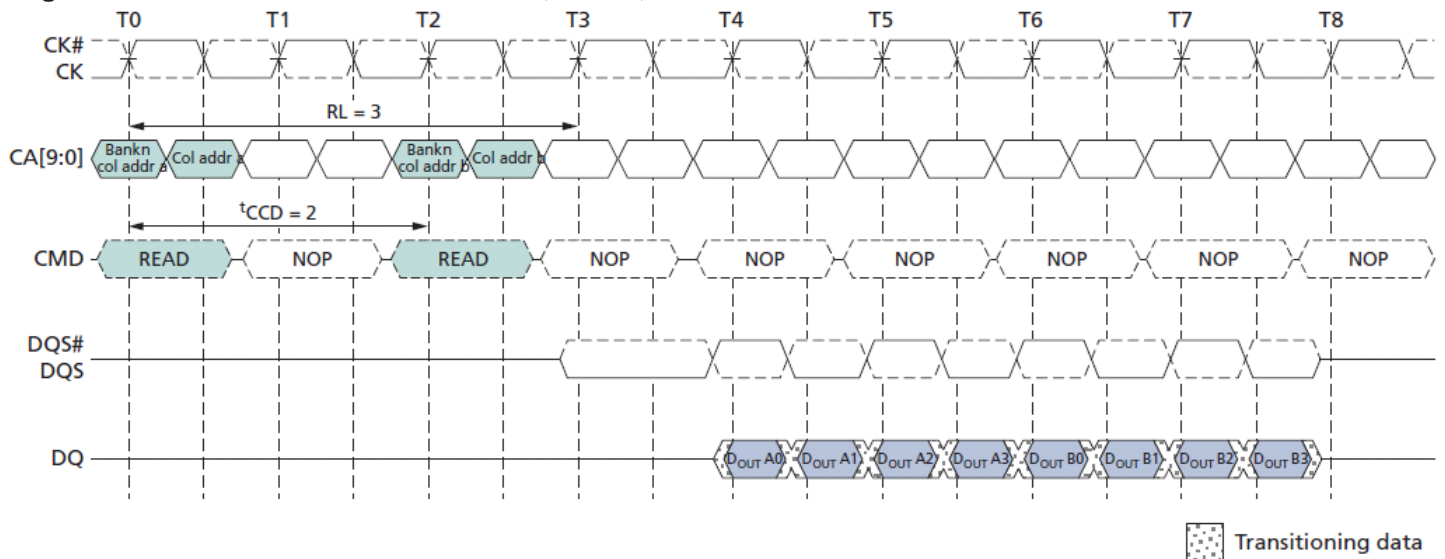 T0 T1 T2 T3 T4 T5 T6 T7 T8
CK#
CK
RL = 3
CA[9:0] Bankn col addr a Col addr a Bankn col addr b Col addr b
tCCD = 2
CMD READ NOP READ NOP NOP NOP NOP NOP NOP
DQS#
DQS
DQ DOUT A0 DOUT A1 DOUT A2 DOUT A3 DOUT B0 DOUT B1 DOUT B2 DOUT B3
Transitioning data